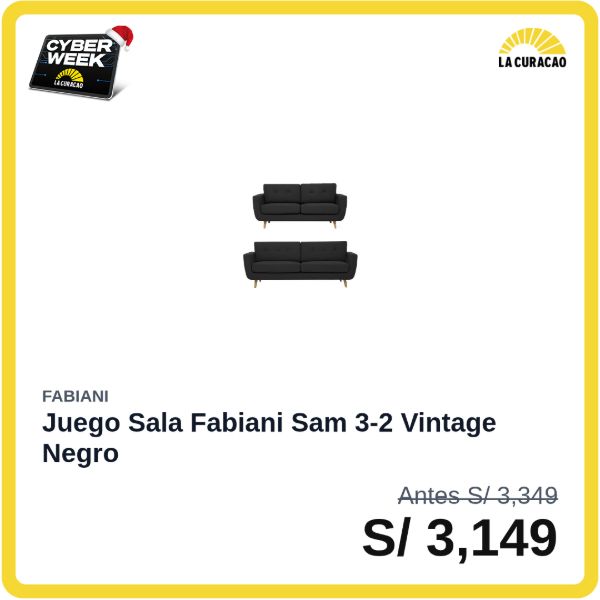 CYBER
WEEK
LA CURACAO
LA CURACAO
FABIANI
Juego Sala Fabiani Sam 3-2 Vintage
Negro
Antes S/ 3,349
S/ 3,149